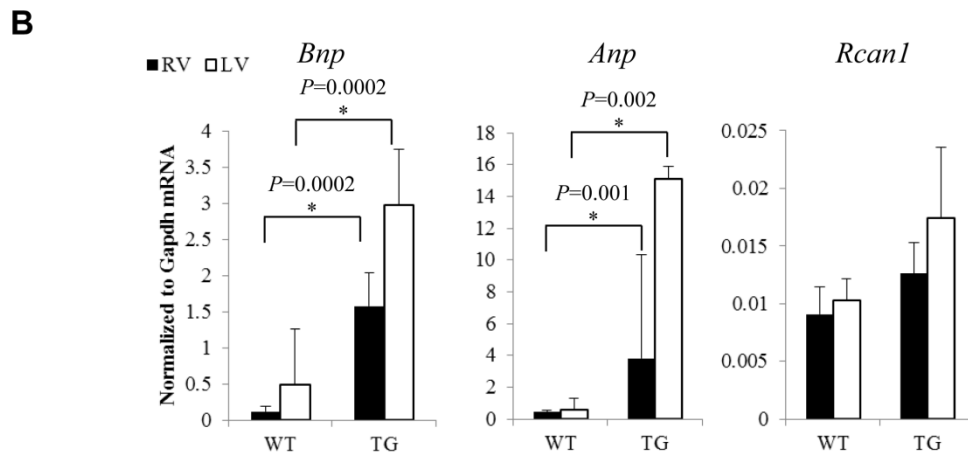 B
RV LV
Bnp
P=0.0002
*
P=0.0002
*
Normalized to Gapdh mRNA
4
3.5
3
2.5
2
1.5
1
0.5
0
WT TG
Anp
P=0.002
*
P=0.001
*
18
16
14
12
10
8
6
4
2
0
WT TG
Rcan1
0.025
0.02
0.015
0.01
0.005
0
WT TG